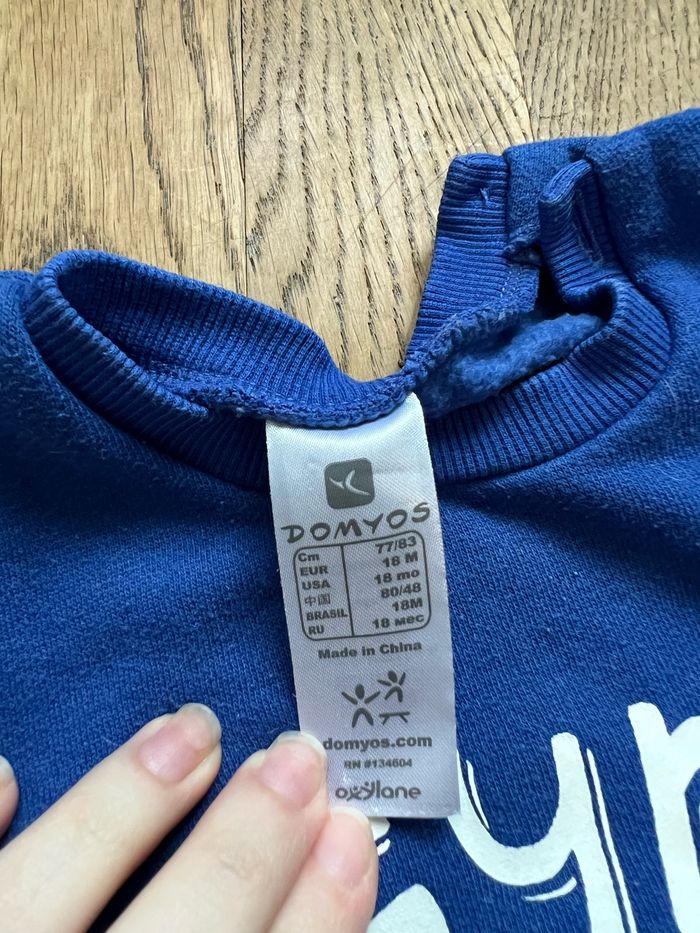 DOMYOS
Cm 77/83
EUR 18 M
USA 18 mo
中国 80/48
BRASIL 18M
RU 18 мес
Made in China
domyos.com
RN #134604
oxylane